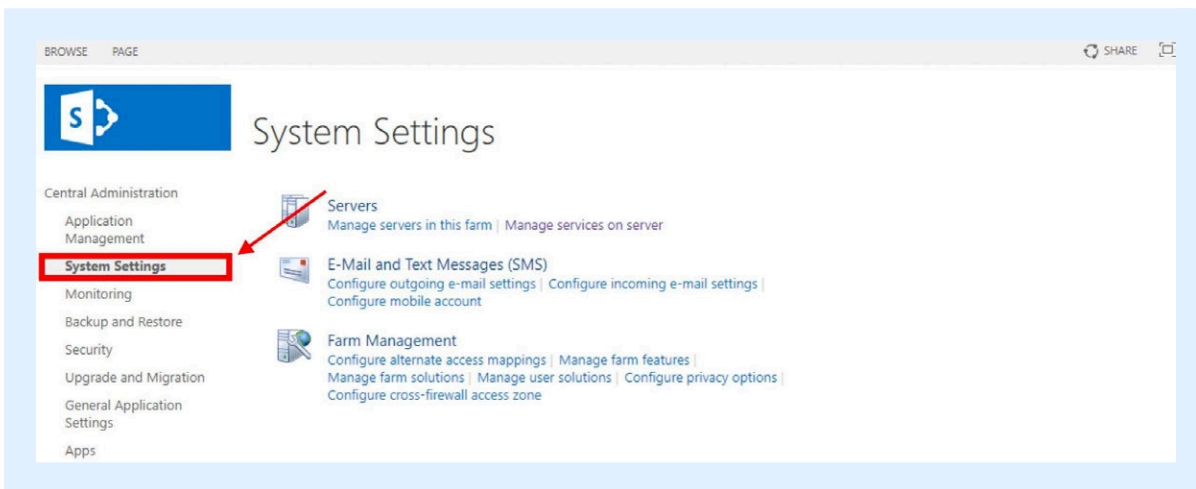 BROWSE PAGE
SHARE
S
System Settings
Central Administration
Application
Management
System Settings
Monitoring
Backup and Restore
Security
Upgrade and Migration
General Application
Settings
Apps
Servers
Manage servers in this farm | Manage services on server
E-Mail and Text Messages (SMS)
Configure outgoing e-mail settings | Configure incoming e-mail settings |
Configure mobile account
Farm Management
Configure alternate access mappings | Manage farm features |
Manage farm solutions | Manage user solutions | Configure privacy options |
Configure cross-firewall access zone